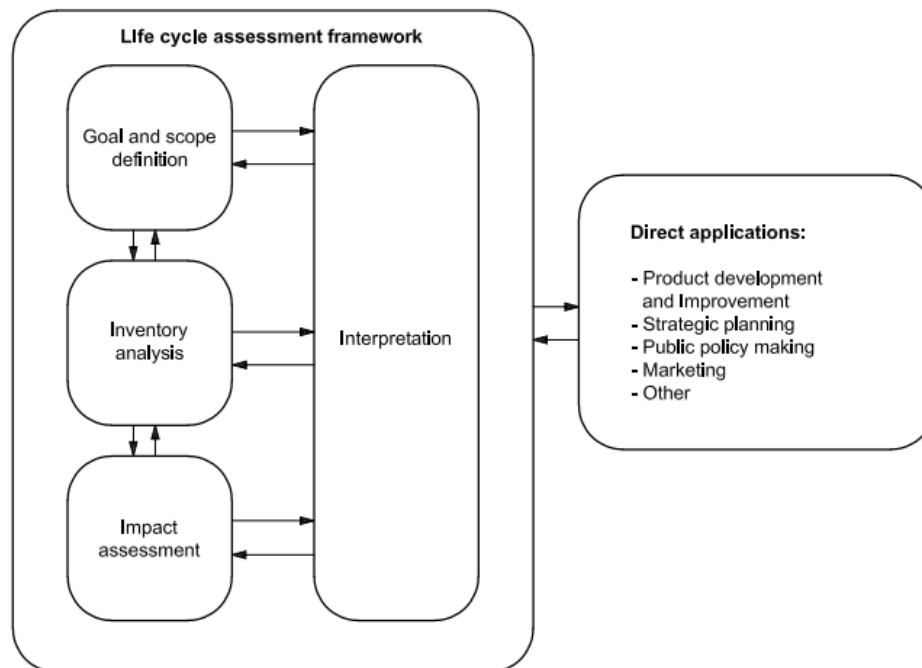 Life cycle assessment framework
Goal and scope
definition
Inventory
analysis
Impact
assessment
Interpretation
Direct applications:
- Product development
and Improvement
- Strategic planning
- Public policy making
- Marketing
- Other